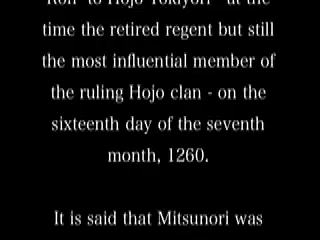 to Hojo Tokiyori - at the
time the retired regent but still
the most influential member of
the ruling Hojo clan - on the
sixteenth day of the seventh
month, 1260.
It is said that Mitsunori was